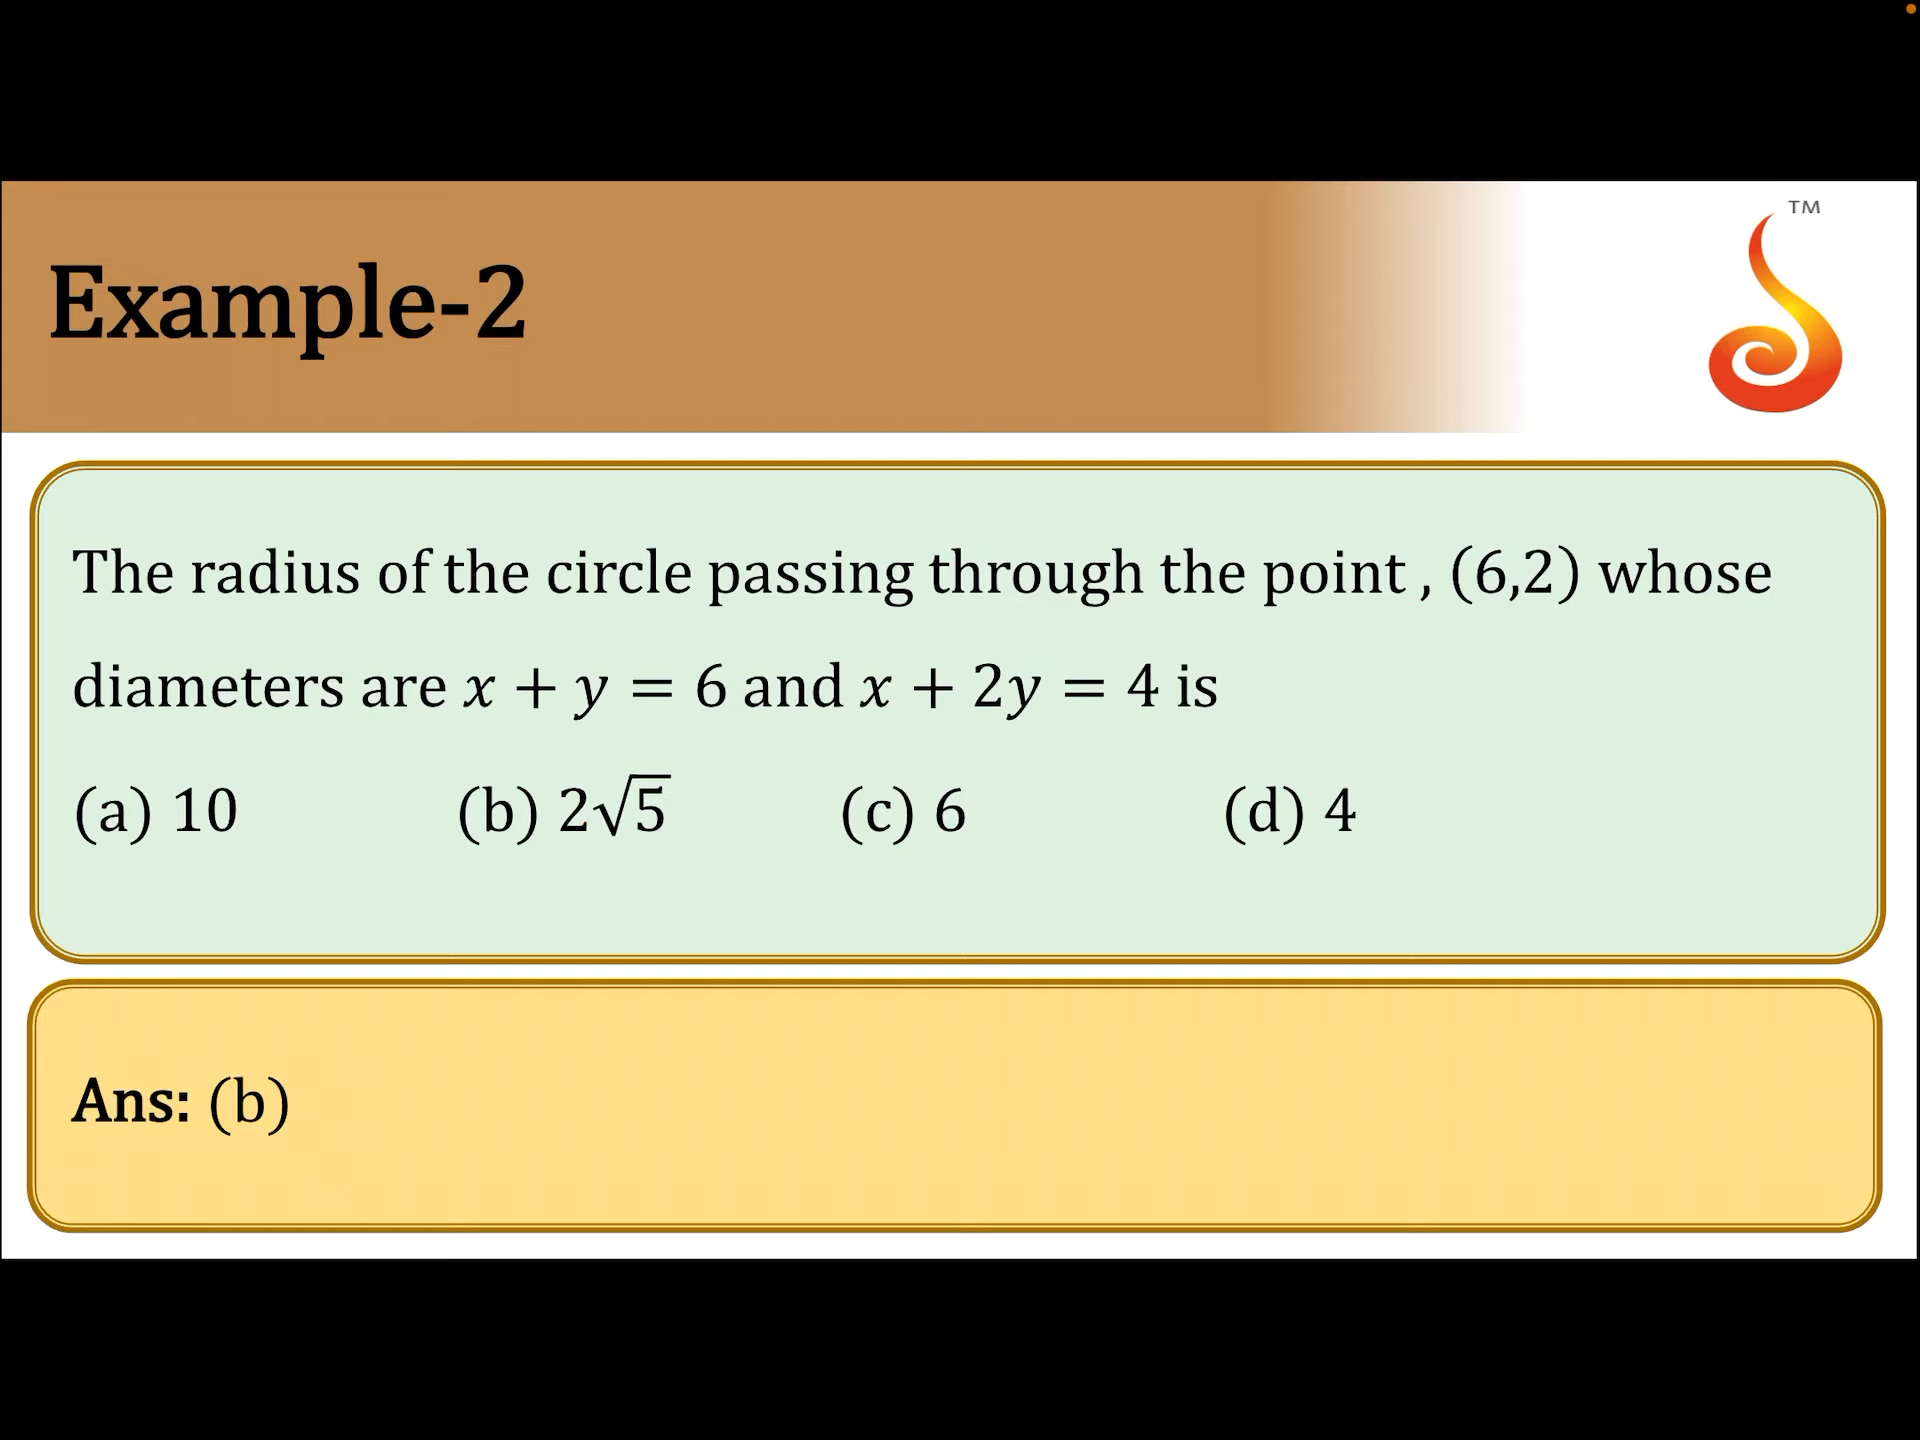 TM
Example-2
The radius of the circle passing through the point , (6,2) whose
diameters are x + y = 6 and x + 2y = 4 is
(a) 10 (b) 2√5 (c) 6 (d) 4
Ans: (b)